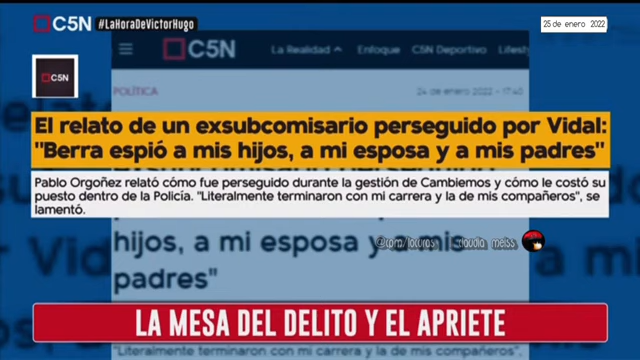 C5N #LaHoraDeVictorHugo
25 de enero 2022
C5N La Realidad Enfoque C5N Deportivo Lifesty
C5N
POLÍTICA 24 de enero 2022 - 17:40
El relato de un exsubcomisario perseguido por Vidal:
"Berra espió a mis hijos, a mi esposa y a mis padres"
Pablo Orgoñez relató cómo fue perseguido durante la gestión de Cambiemos y cómo le costó su
puesto dentro de la Policía. "Literalmente terminaron con mi carrera y la de mis compañeros", se
lamentó.
hijos, a mi esposa y a mis
padres"
LA MESA DEL DELITO Y EL APRIETE
"Literalmente terminaron con mi carrera y la de mis compañeros"